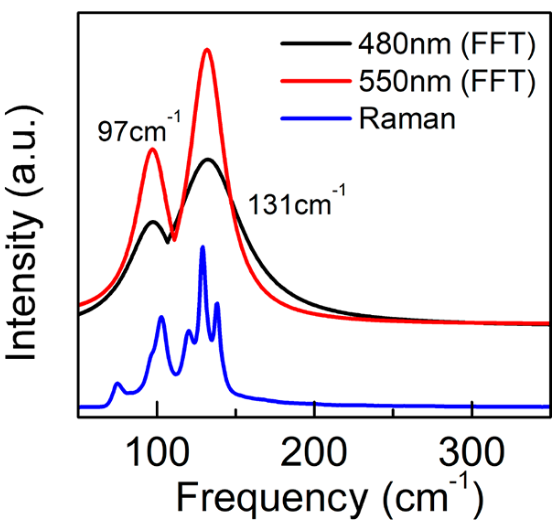 480nm (FFT)
550nm (FFT)
Raman
97cm⁻¹
131cm⁻¹
Intensity (a.u.)
100 200 300
Frequency (cm⁻¹)